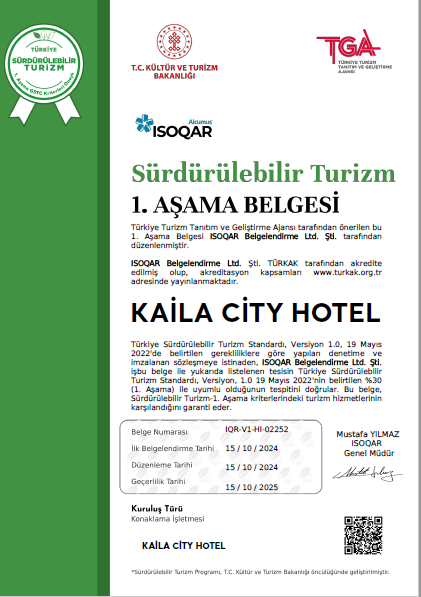 TÜRKİYE
SÜRDÜRÜLEBİLİR
TURİZM
T.C. KÜLTÜR VE TURİZM
BAKANLIĞI
TGA
TÜRKİYE TURİZM
TANITIM VE GELİŞTİRME
AJANSI
Alcumus
ISOQAR
Sürdürülebilir Turizm
1. AŞAMA BELGESİ
Türkiye Turizm Tanıtım ve Geliştirme Ajansı tarafından önerilen bu
1. Aşama Belgesi ISOQAR Belgelendirme Ltd. Şti. tarafından
düzenlenmiştir.
ISOQAR Belgelendirme Ltd. Şti. TÜRKAK tarafından akredite
edilmiş olup, akreditasyon kapsamları www.turkak.org.tr
adresinde yayınlanmaktadır.
KAİLA CİTY HOTEL
Türkiye Sürdürülebilir Turizm Standardı, Versiyon 1.0, 19 Mayıs
2022'de belirtilen gerekliliklere göre yapılan denetime ve
imzalanan sözleşmeye istinaden, ISOQAR Belgelendirme Ltd. Şti.
işbu belge ile yukarıda listelenen tesisin Türkiye Sürdürülebilir
Turizm Standardı, Versiyon, 1.0 19 Mayıs 2022'nin belirtilen %30
(1. Aşama) ile uyumlu olduğunun tespitini doğrular. Bu belge,
Sürdürülebilir Turizm-1. Aşama kriterlerindeki turizm hizmetlerinin
karşılandığını garanti eder.
Belge Numarası IQR-V1-HI-02252
İlk Belgelendirme Tarihi 15 / 10 / 2024
Düzenleme Tarihi 15 / 10 / 2024
Geçerlilik Tarihi 15 / 10 / 2025
Mustafa YILMAZ
ISOQAR
Genel Müdür
Kuruluş Türü
Konaklama İşletmesi
KAİLA CİTY HOTEL
*Sürdürülebilir Turizm Programı, T.C. Kültür ve Turizm Bakanlığı öncülüğünde geliştirilmiştir.